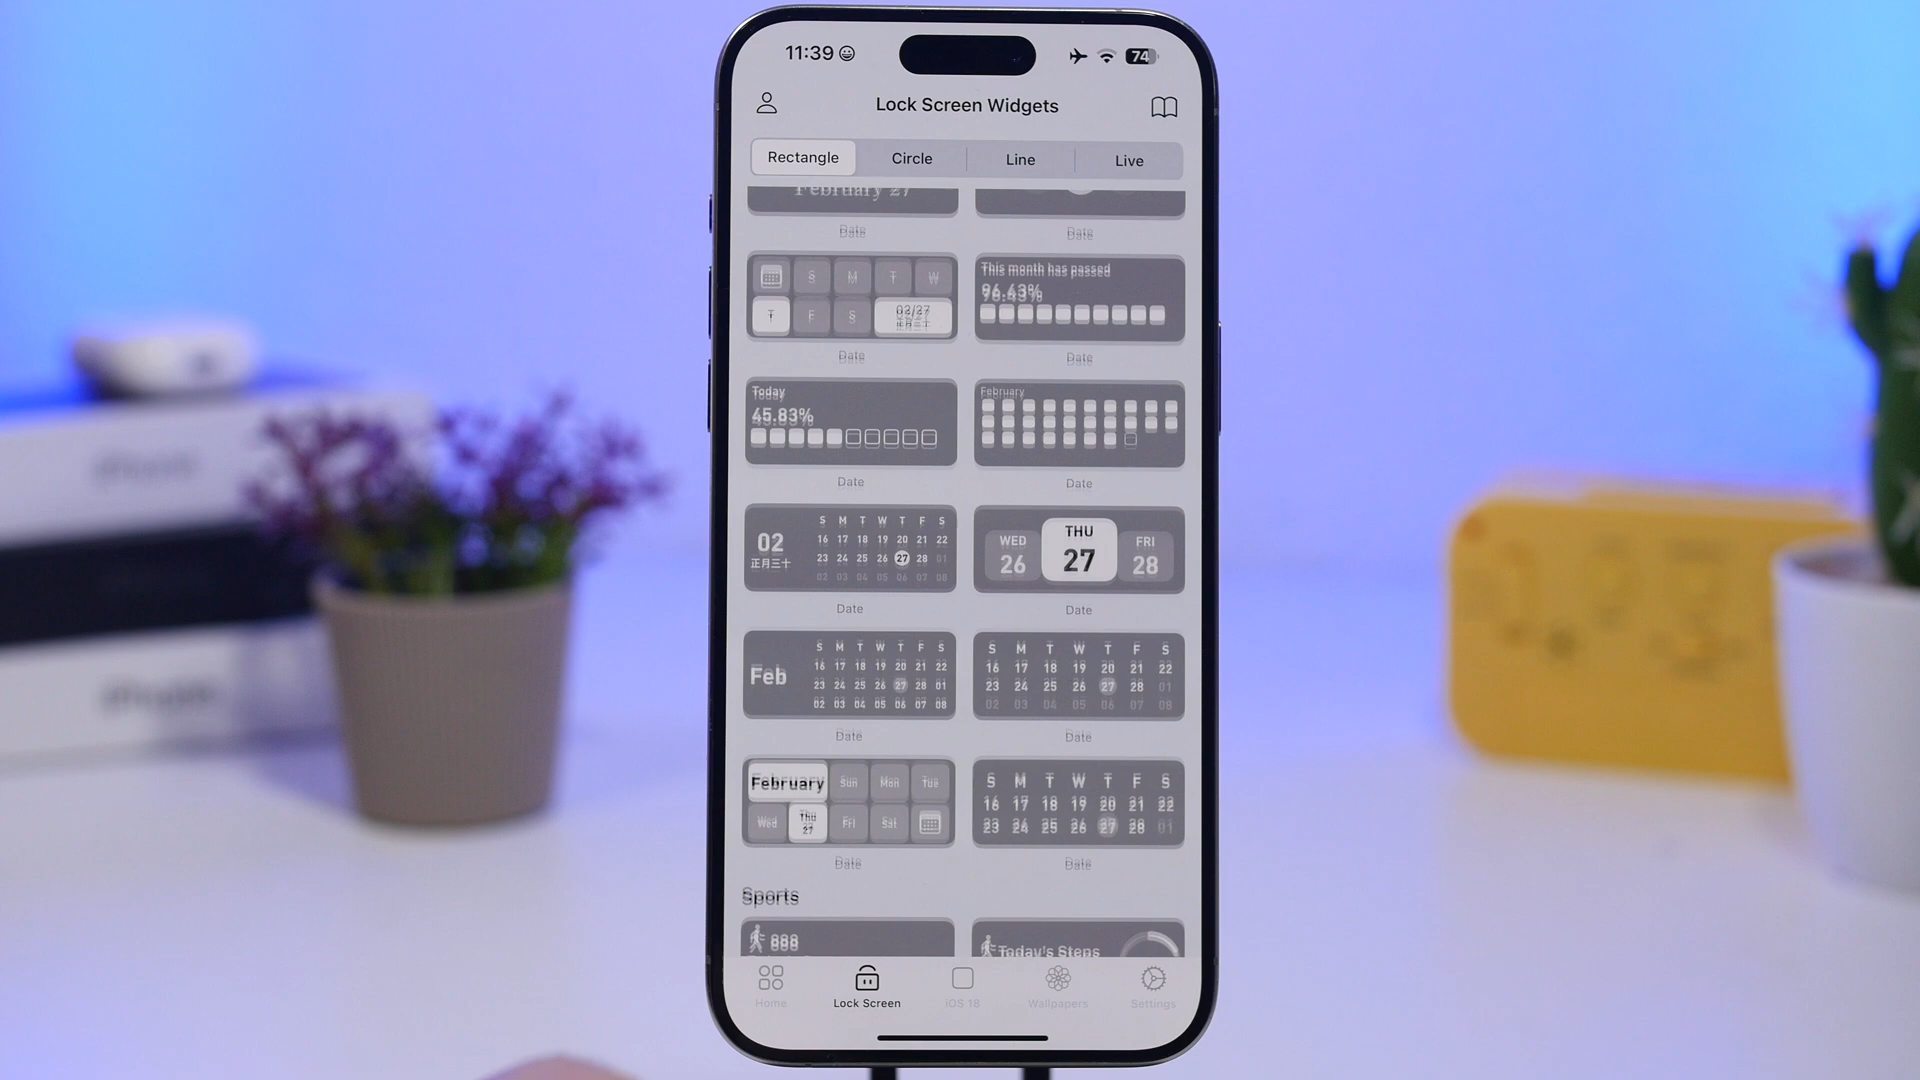 11:39
74
Lock Screen Widgets
Rectangle
Circle
Line
Live
February 27
Date
Date
S M T W
T F S 02/27
正月三十
Date
This month has passed
96.43%
Date
Today
45.83%
Date
February
Date
02
正月三十
S M T W T F S
16 17 18 19 20 21 22
23 24 25 26 27 28 01
02 03 04 05 06 07 08
Date
WED
26
THU
27
FRI
28
Date
Feb
S M T W T F S
16 17 18 19 20 21 22
23 24 25 26 27 28 01
02 03 04 05 06 07 08
Date
S M T W T F S
16 17 18 19 20 21 22
23 24 25 26 27 28 01
02 03 04 05 06 07 08
Date
February Sun Mon Tue
Wed Thu 27 Fri Sat
Date
S M T W T F S
16 17 18 19 20 21 22
23 24 25 26 27 28 01
Date
Sports
888
Today's Steps
Home
Lock Screen
iOS 18
Wallpapers
Settings
iPhone
iPhone